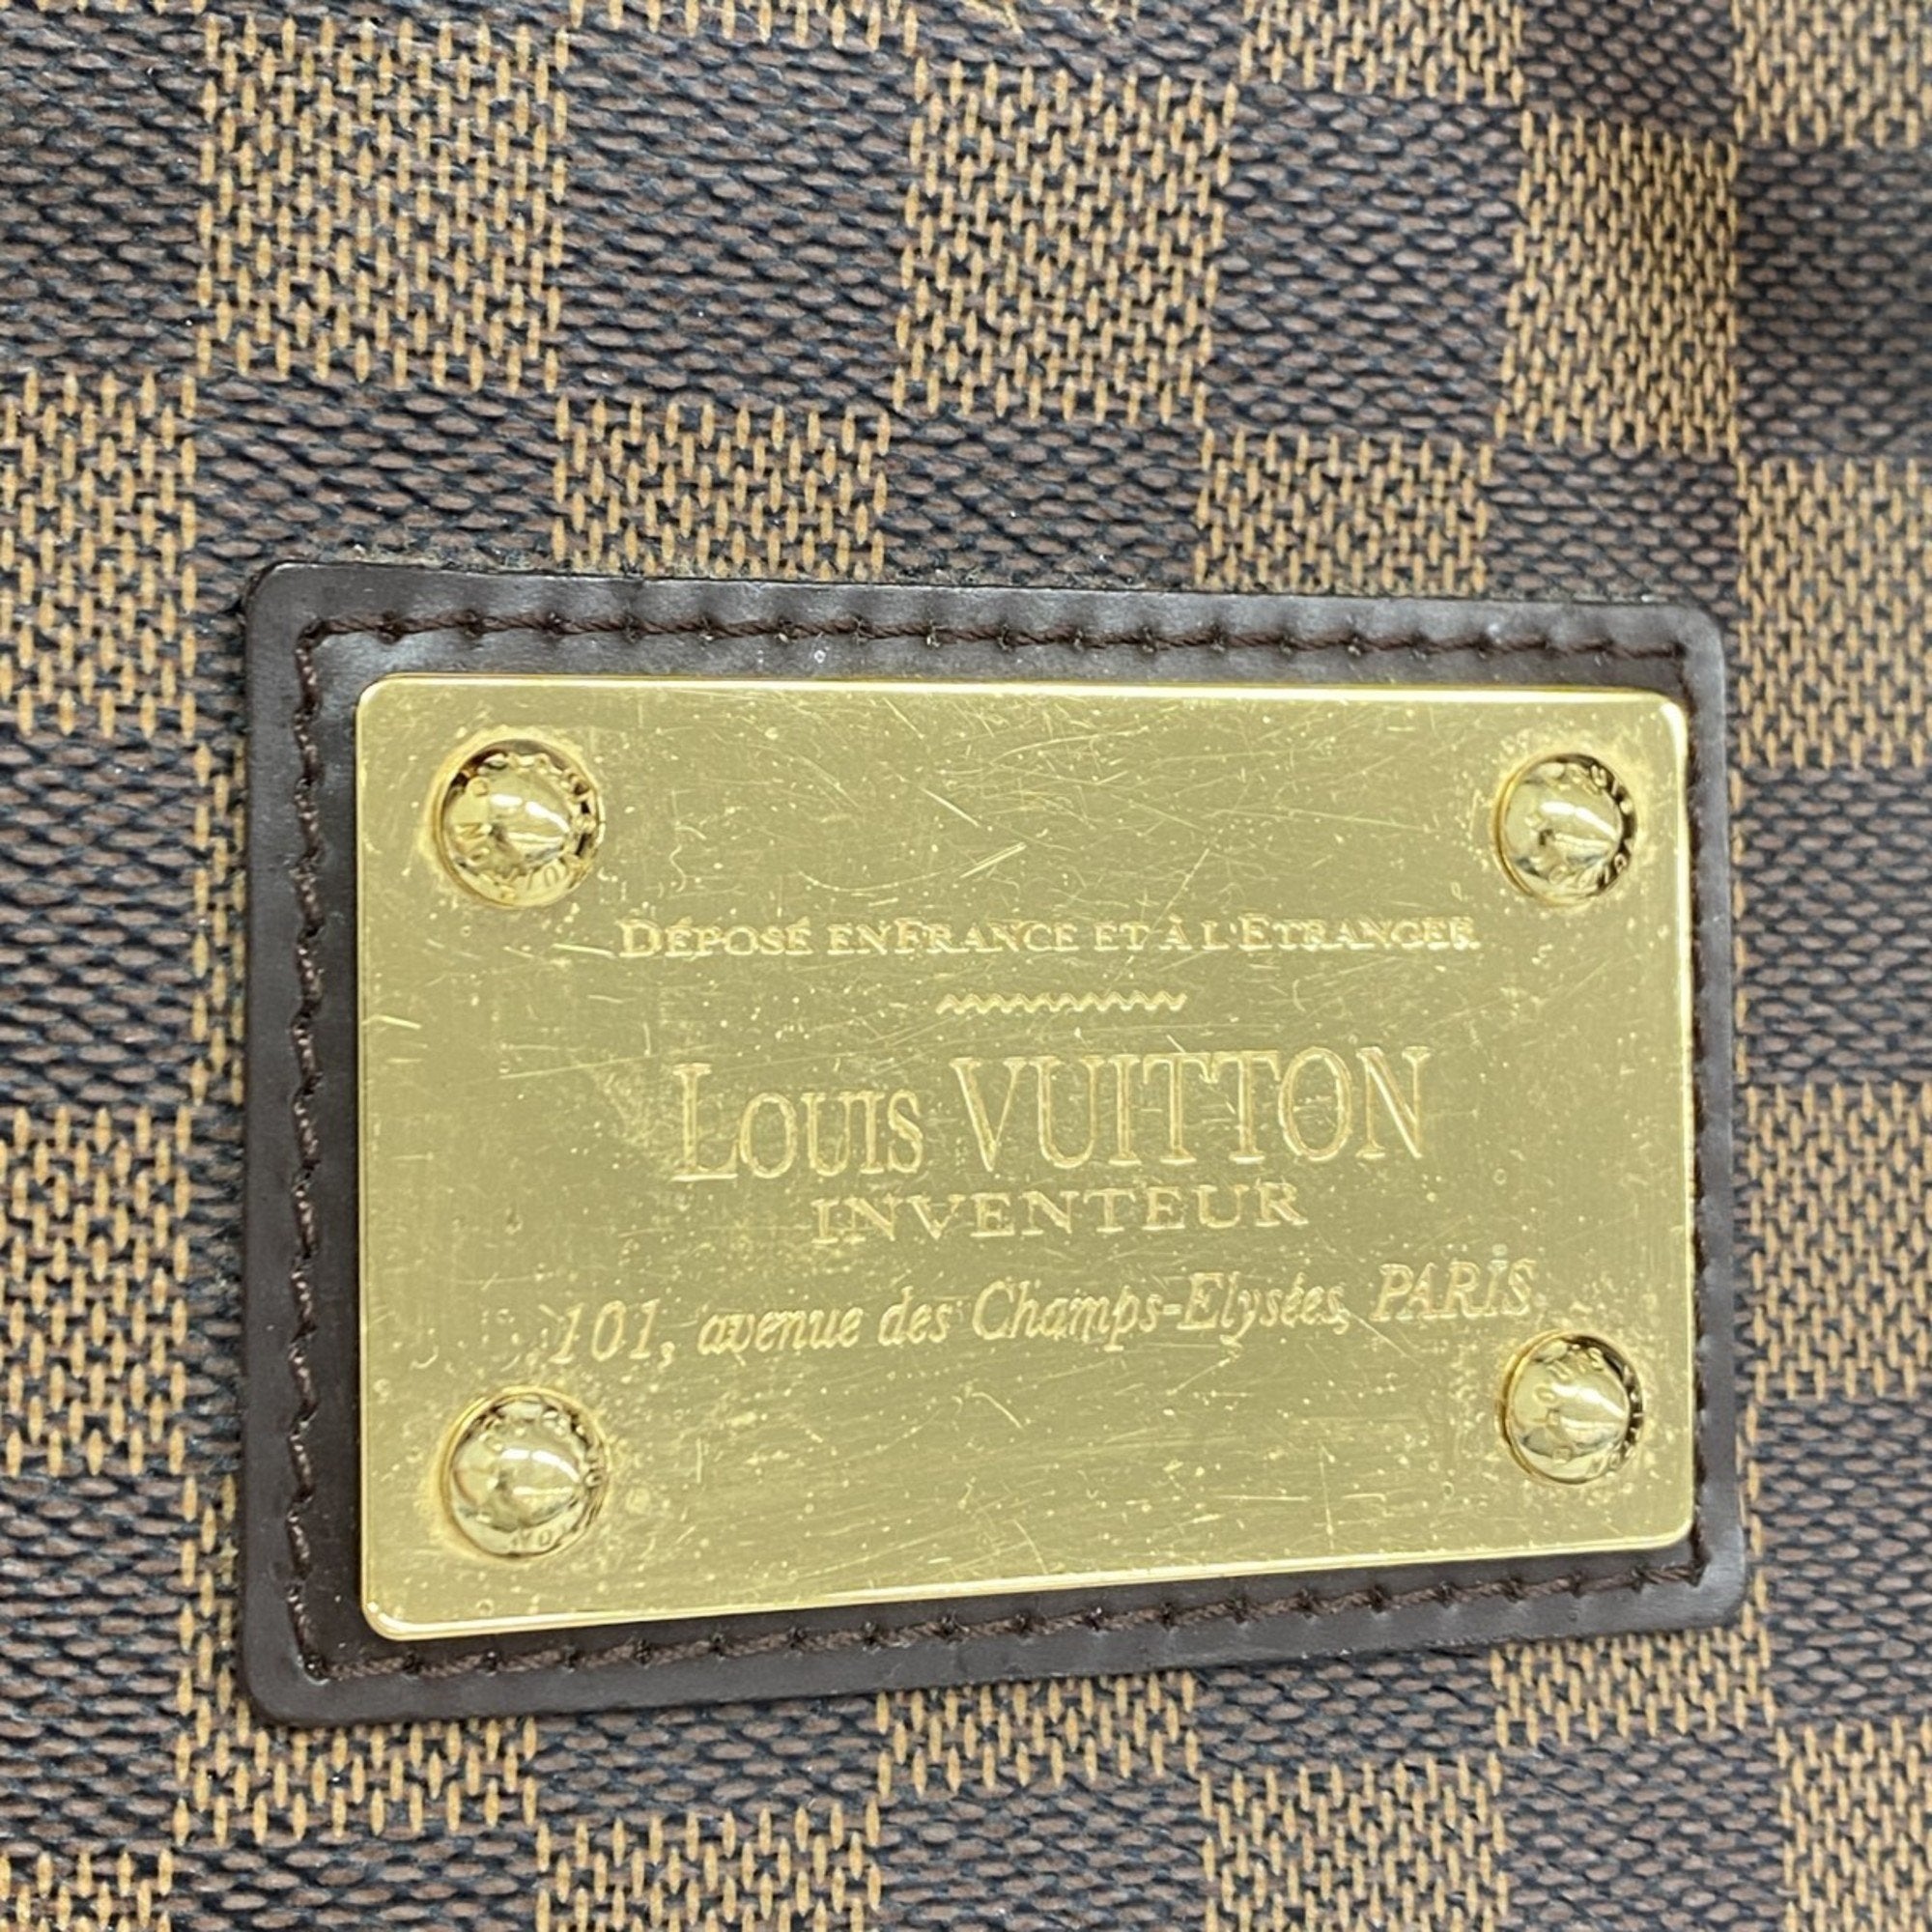 DÉPOSÉ EN FRANCE ET À L'ETRANGER
LOUIS VUITTON
INVENTEUR
101, avenue des Champs-Elysées, PARIS